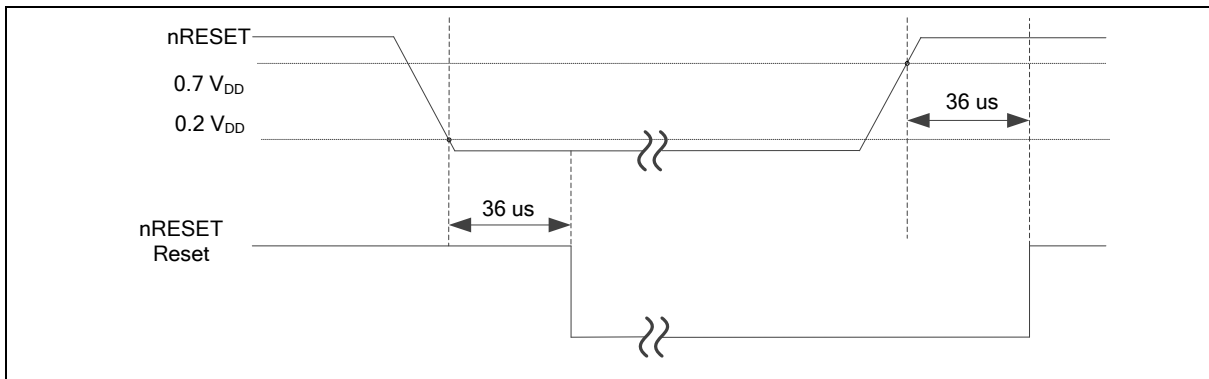 nRESET
0.7 VDD
0.2 VDD
36 us
36 us
nRESET
Reset